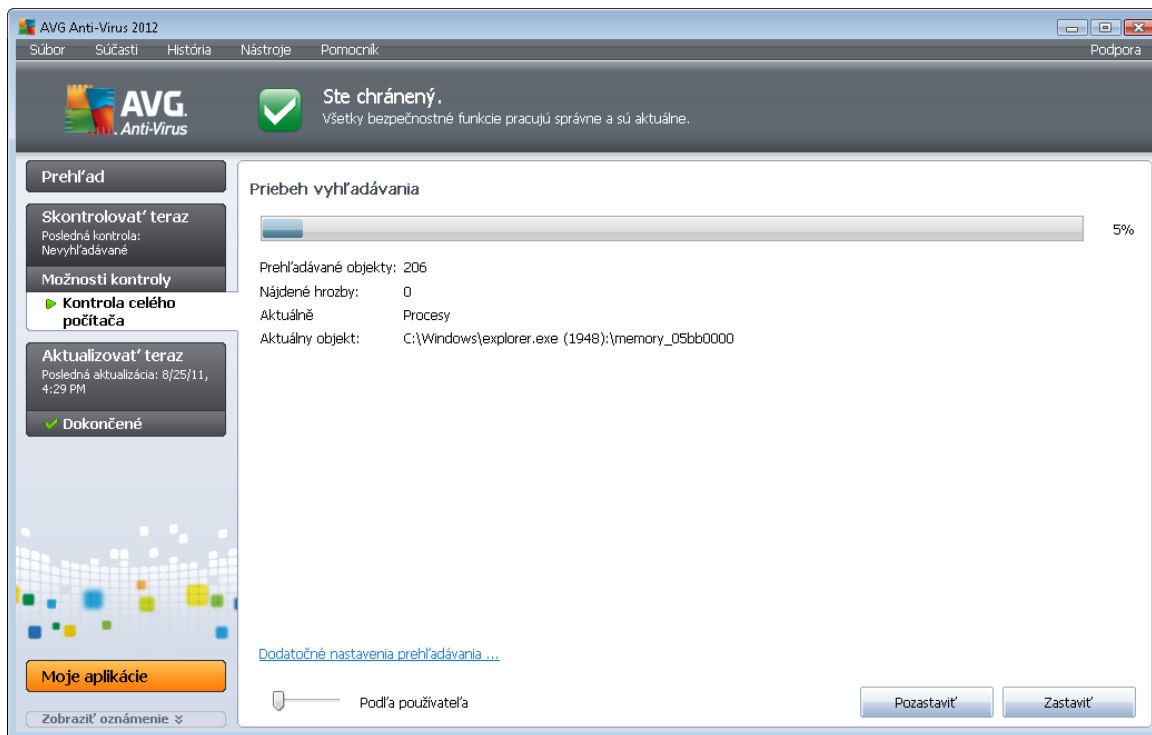 AVG Anti-Virus 2012
Súbor Súčasti História Nástroje Pomocník Podpora
AVG.
Anti-Virus
Ste chránený.
Všetky bezpečnostné funkcie pracujú správne a sú aktuálne.
Prehľad
Skontrolovať teraz
Posledná kontrola:
Nevyhľadávané
Možnosti kontroly
Kontrola celého
počítača
Aktualizovať teraz
Posledná aktualizácia: 8/25/11,
4:29 PM
Dokončené
Moje aplikácie
Zobraziť oznámenie
Priebeh vyhľadávania
5%
Prehľadávané objekty: 206
Nájdené hrozby: 0
Aktuálně Procesy
Aktuálny objekt: C:\Windows\explorer.exe (1948):\memory_05bb0000
Dodatočné nastavenia prehľadávania ...
Podľa používateľa
Pozastaviť
Zastaviť